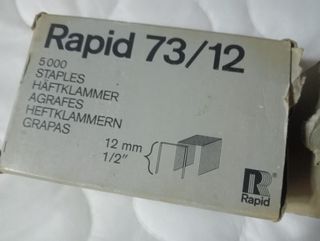 Rapid 73/12
5000
STAPLES
HÄFTKLAMMER
AGRAFES
HEFTKLAMMERN
GRAPAS
12 mm
1/2"
R
Rapid